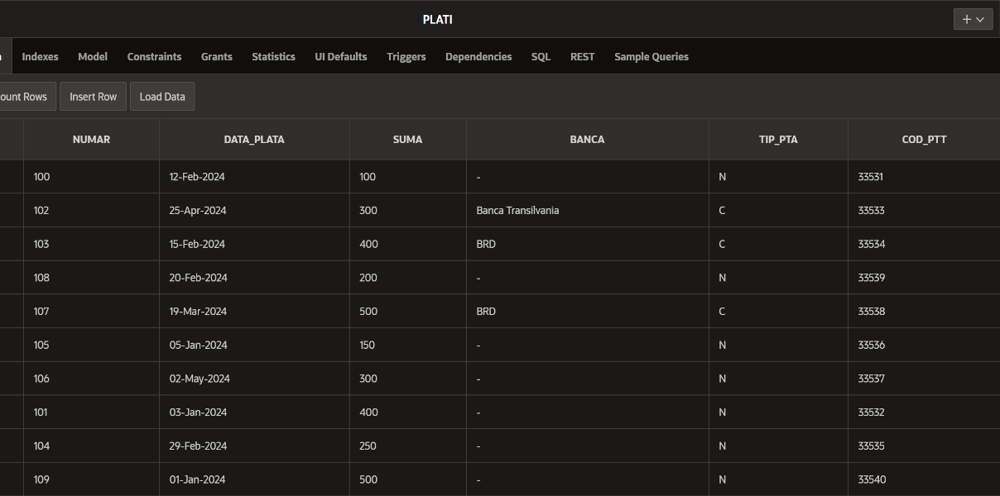 PLATI
Indexes Model Constraints Grants Statistics UI Defaults Triggers Dependencies SQL REST Sample Queries
ount Rows Insert Row Load Data
NUMAR DATA_PLATA SUMA BANCA TIP_PTA COD_PTT
100 12-Feb-2024 100 - N 33531
102 25-Apr-2024 300 Banca Transilvania C 33533
103 15-Feb-2024 400 BRD C 33534
108 20-Feb-2024 200 - N 33539
107 19-Mar-2024 500 BRD C 33538
105 05-Jan-2024 150 - N 33536
106 02-May-2024 300 - N 33537
101 03-Jan-2024 400 - N 33532
104 29-Feb-2024 250 - N 33535
109 01-Jan-2024 500 - N 33540